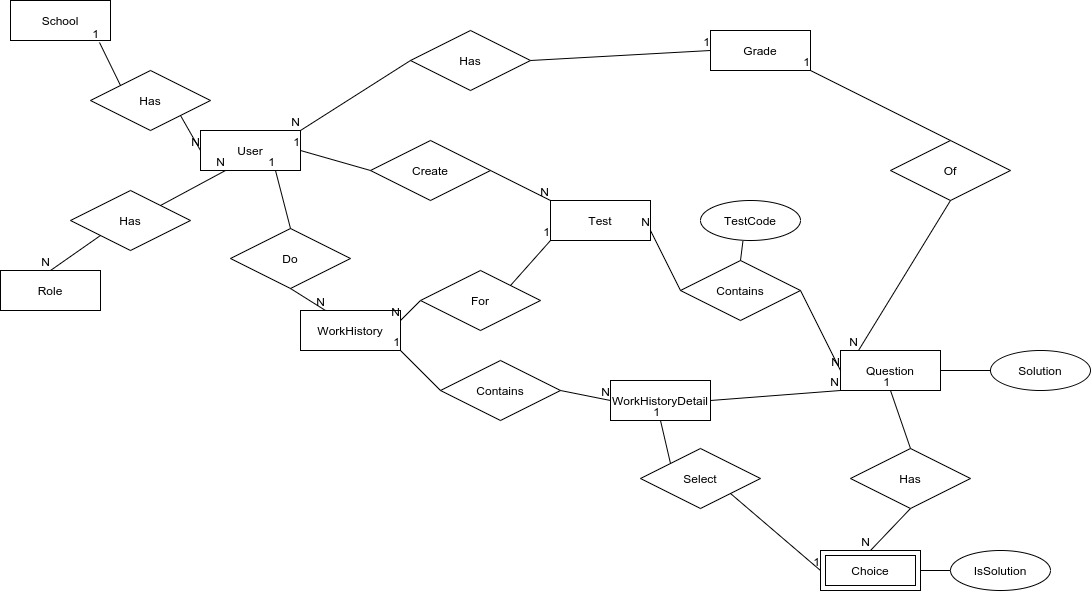 School
1
Has
1
Grade
1
Has
N
N
1
User
N
1
Create
Of
N
Has
Test
N
1
TestCode
Do
N
Role
N
For
Contains
WorkHistory
N
1
N
N
Question
1
N
Solution
Contains
N
WorkHistoryDetail
1
Select
Has
N
1
Choice
IsSolution